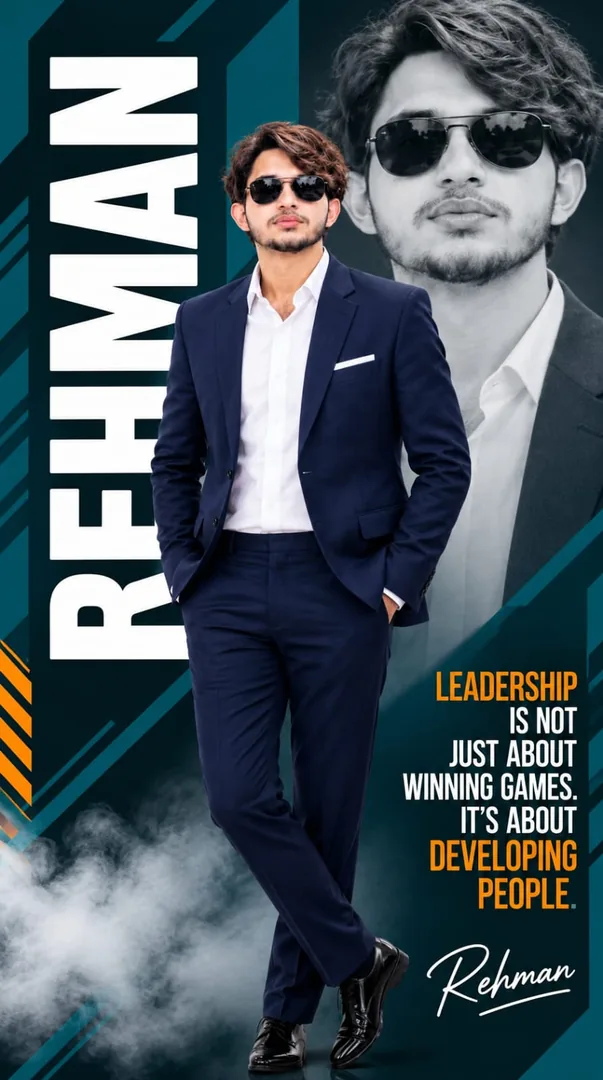 REHMAN
LEADERSHIP
IS NOT
JUST ABOUT
WINNING GAMES.
IT'S ABOUT
DEVELOPING
PEOPLE.
Rehman